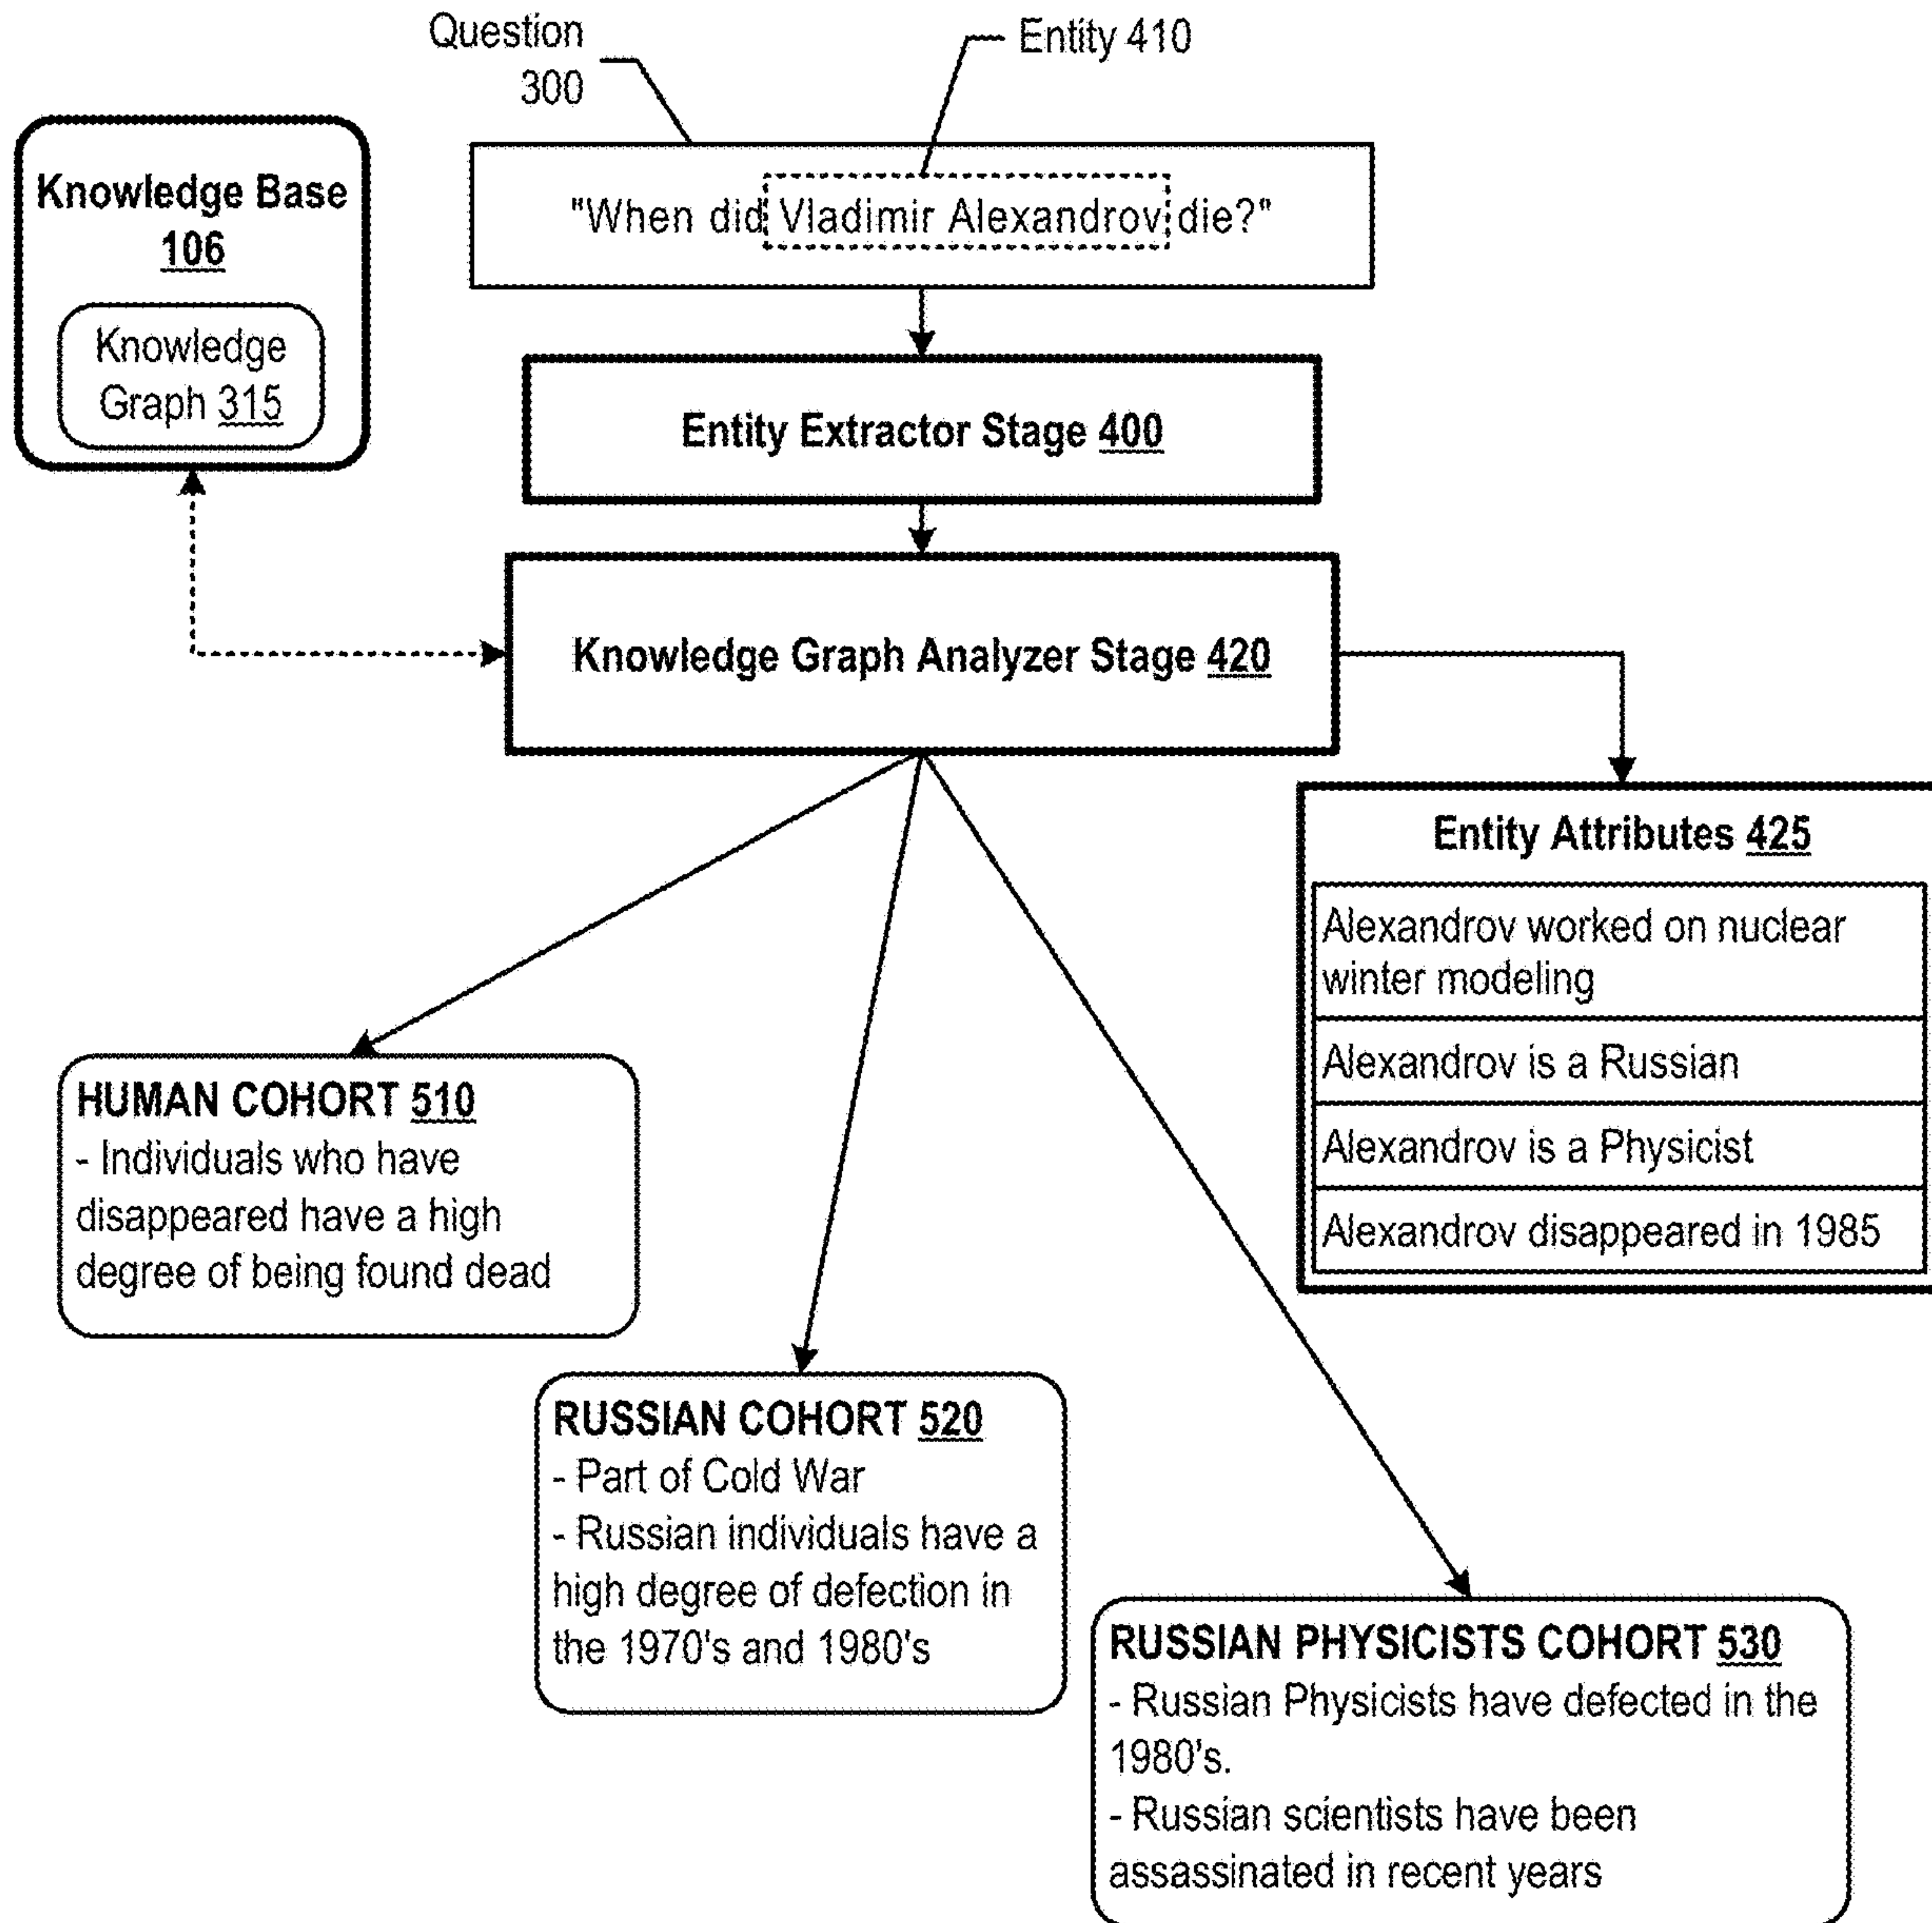 Question
300
Entity 410
Knowledge Base
106
Knowledge
Graph 315
"When did Vladimir Alexandrov die?"
Entity Extractor Stage 400
Knowledge Graph Analyzer Stage 420
Entity Attributes 425
Alexandrov worked on nuclear
winter modeling
Alexandrov is a Russian
Alexandrov is a Physicist
Alexandrov disappeared in 1985
HUMAN COHORT 510
- Individuals who have
disappeared have a high
degree of being found dead
RUSSIAN COHORT 520
- Part of Cold War
- Russian individuals have a
high degree of defection in
the 1970's and 1980's
RUSSIAN PHYSICISTS COHORT 530
- Russian Physicists have defected in the
1980's.
- Russian scientists have been
assassinated in recent years